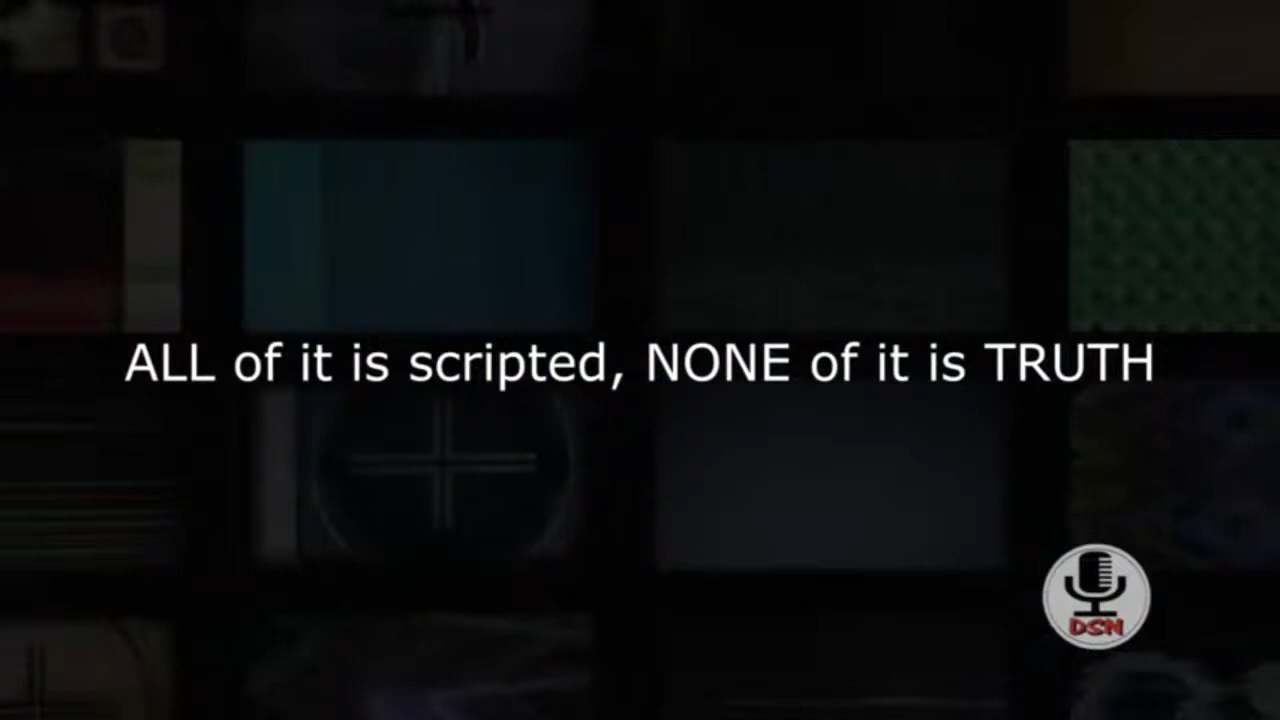 ALL of it is scripted, NONE of it is TRUTH
DSN